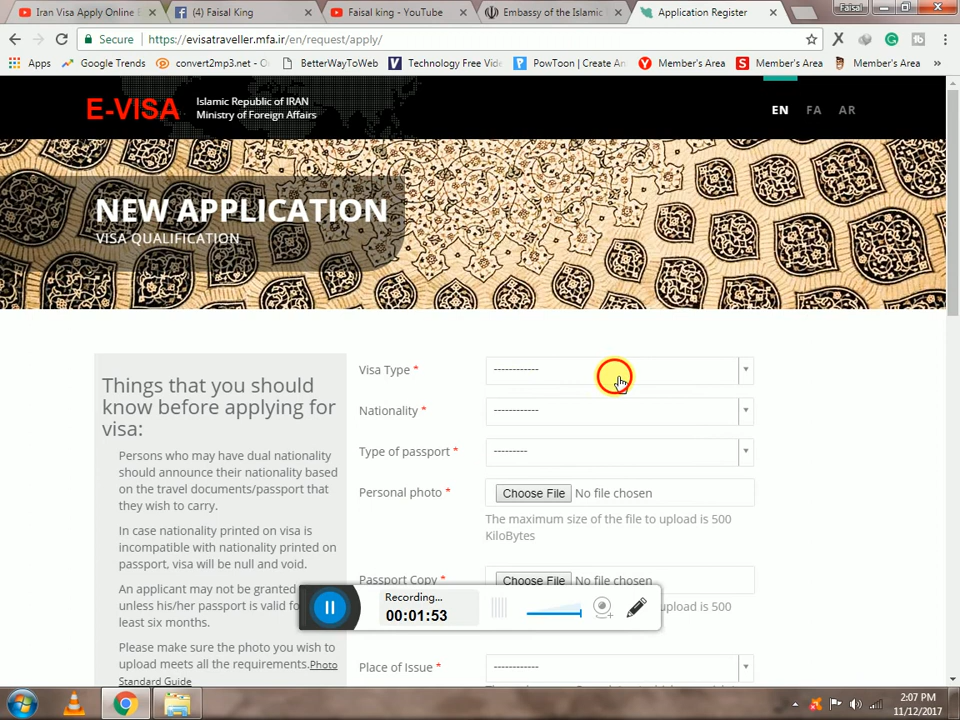 Iran Visa Apply Online E
(4) Faisal King
Faisal king - YouTube
Embassy of the Islamic
Application Register
Faisal
Secure
https://evisatraveller.mfa.ir/en/request/apply/
Apps
Google Trends
convert2mp3.net - O
BetterWayToWeb
Technology Free Vide
PowToon | Create An
Member's Area
Member's Area
Member's Area
E-VISA
Islamic Republic of IRAN
Ministry of Foreign Affairs
EN FA AR
NEW APPLICATION
VISA QUALIFICATION
Things that you should
know before applying for
visa:
Persons who may have dual nationality
should announce their nationality based
on the travel documents/passport that
they wish to carry.
In case nationality printed on visa is
incompatible with nationality printed on
passport, visa will be null and void.
An applicant may not be granted
unless his/her passport is valid fo
least six months.
Please make sure the photo you wish to
upload meets all the requirements.Photo
Standard Guide
Visa Type *
------------
Nationality *
------------
Type of passport *
---------
Personal photo *
Choose File No file chosen
The maximum size of the file to upload is 500
KiloBytes
Passport Copy *
Choose File No file chosen
upload is 500
Place of Issue *
------------
Recording...
00:01:53
2:07 PM
11/12/2017